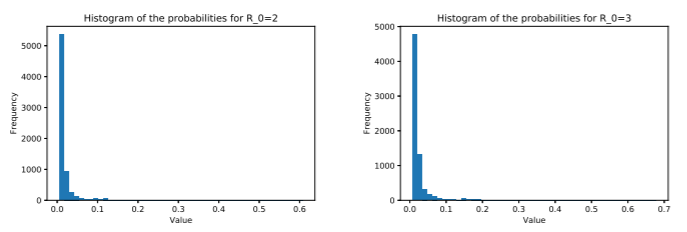 Histogram of the probabilities for R_0=2
5000
4000
3000
2000
1000
0
Frequency
0.0 0.1 0.2 0.3 0.4 0.5 0.6
Value
Histogram of the probabilities for R_0=3
5000
4000
3000
2000
1000
0
Frequency
0.0 0.1 0.2 0.3 0.4 0.5 0.6 0.7
Value